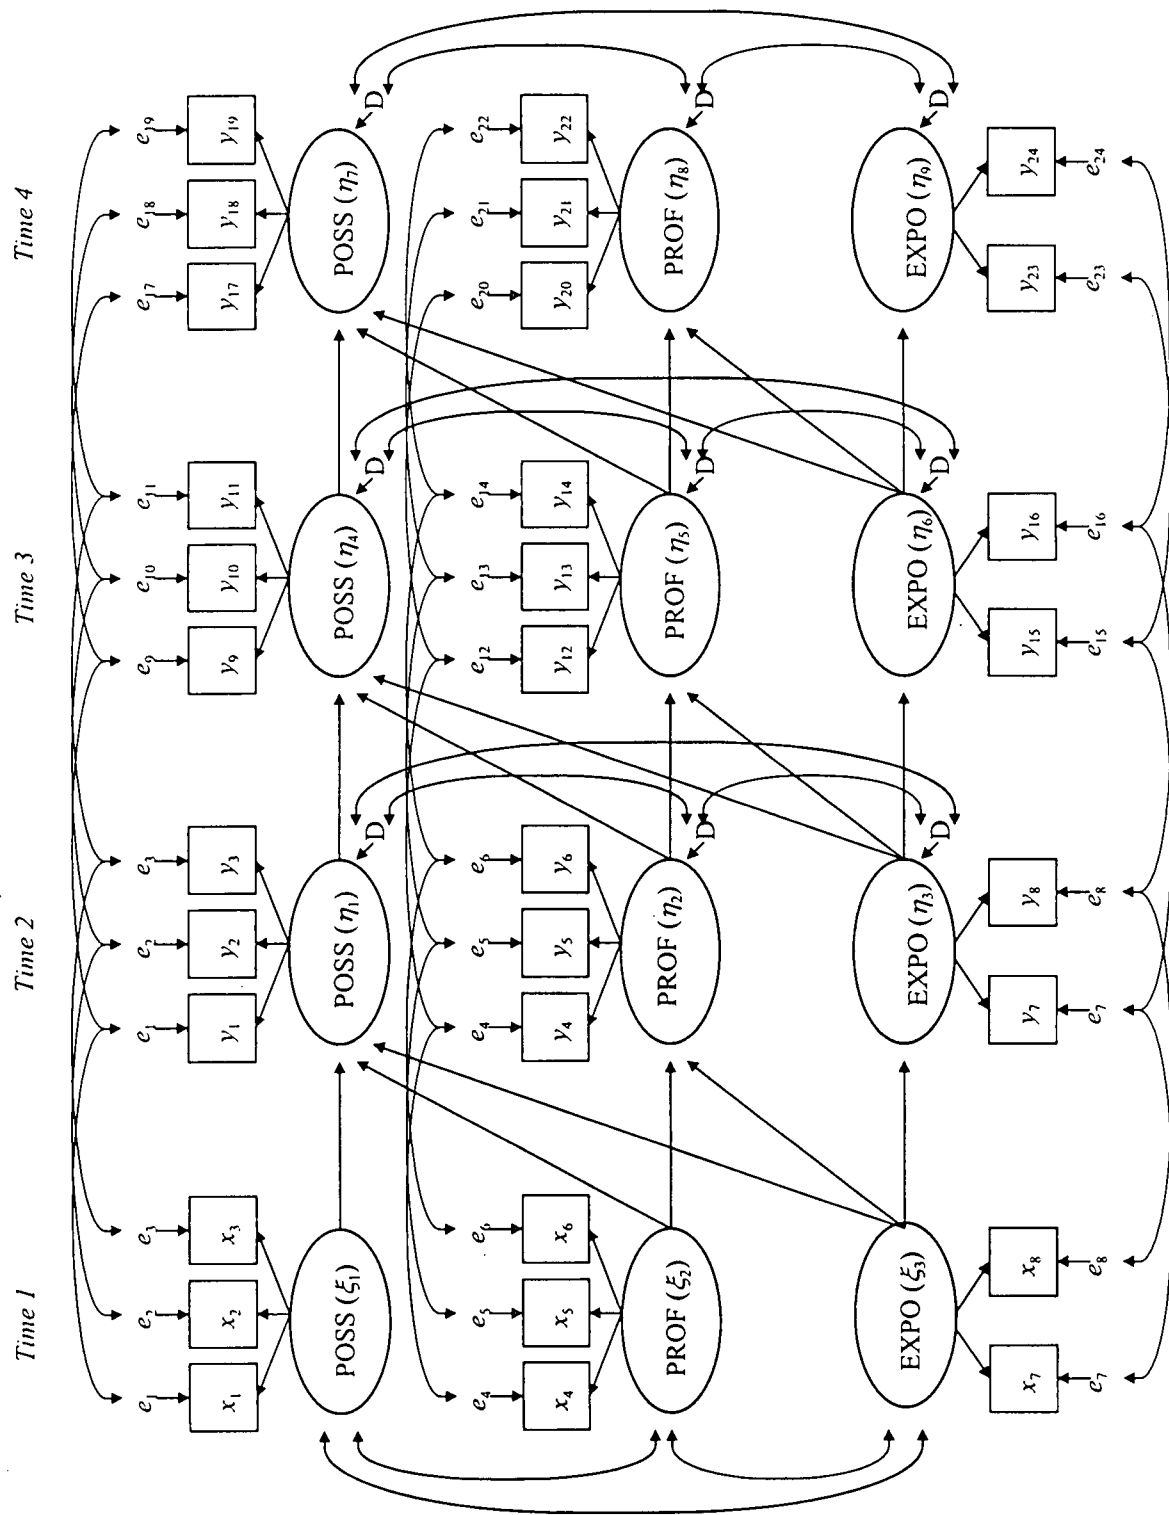 Time 1 Time 2 Time 3 Time 4
e₁ e₂ e₃ e₁ e₂ e₃ e₉ e₁₀ e₁₁ e₁₇ e₁₈ e₁₉
x₁ x₂ x₃ y₁ y₂ y₃ y₉ y₁₀ y₁₁ y₁₇ y₁₈ y₁₉
POSS (ξ₁) POSS (η₁) POSS (η₄) POSS (η₇)
D D D
e₄ e₅ e₆ e₄ e₅ e₆ e₁₂ e₁₃ e₁₄ e₂₀ e₂₁ e₂₂
x₄ x₅ x₆ y₄ y₅ y₆ y₁₂ y₁₃ y₁₄ y₂₀ y₂₁ y₂₂
PROF (ξ₂) PROF (η₂) PROF (η₅) PROF (η₈)
D D D
EXPO (ξ₃) EXPO (η₃) EXPO (η₆) EXPO (η₉)
D D D
x₇ x₈ y₇ y₈ y₁₅ y₁₆ y₂₃ y₂₄
e₇ e₈ e₇ e₈ e₁₅ e₁₆ e₂₃ e₂₄